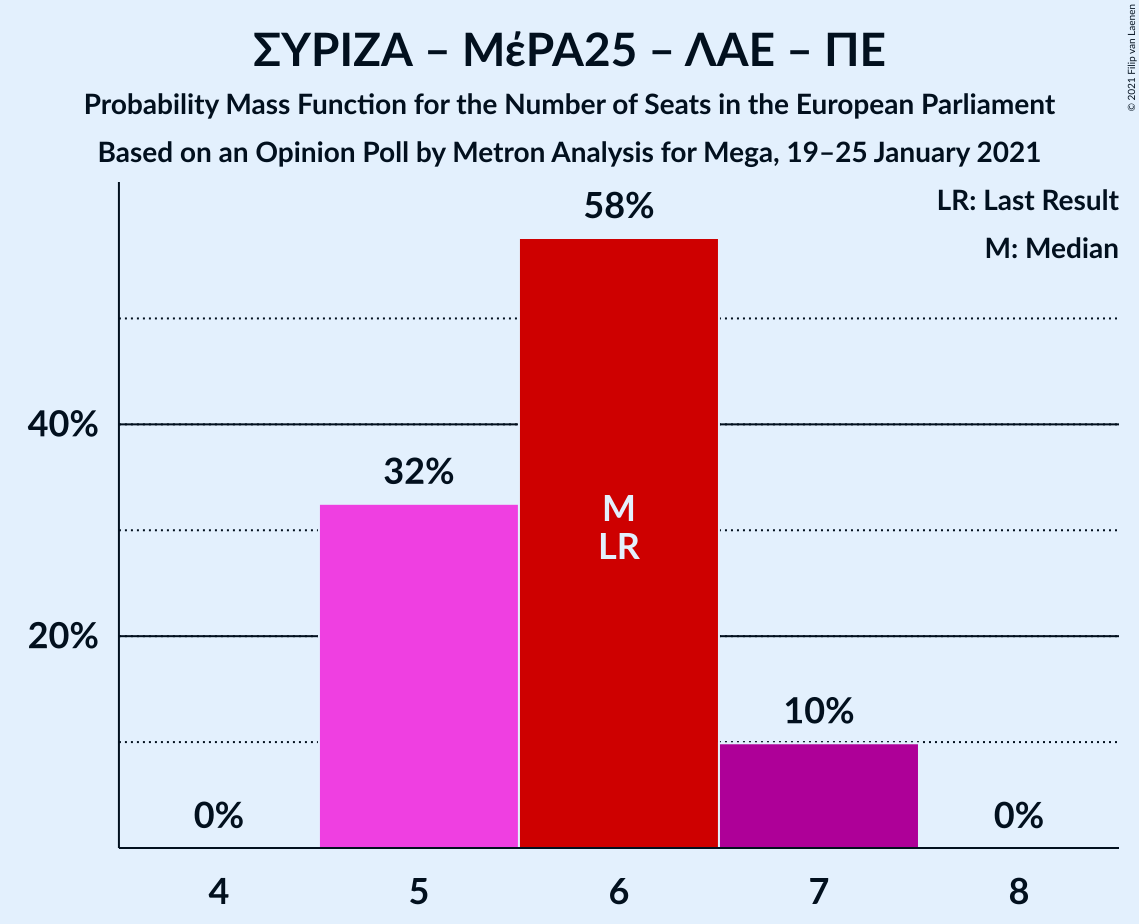 ΣΥΡΙΖΑ – ΜέΡΑ25 – ΛΑΕ – ΠΕ
Probability Mass Function for the Number of Seats in the European Parliament
Based on an Opinion Poll by Metron Analysis for Mega, 19–25 January 2021
© 2021 Filip van Laenen
LR: Last Result
M: Median
58%
40%
32%
M
LR
20%
10%
0%
0%
4
5
6
7
8